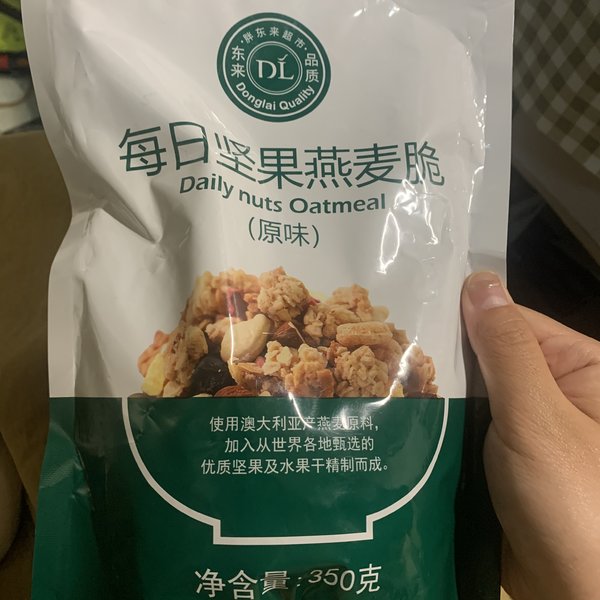 ·胖东来超市·
东来
DL
品质
Donglai Quality
每日坚果燕麦脆
Daily nuts Oatmeal
（原味）
使用澳大利亚产燕麦原料，
加入从世界各地甄选的
优质坚果及水果干精制而成。
净含量：350克